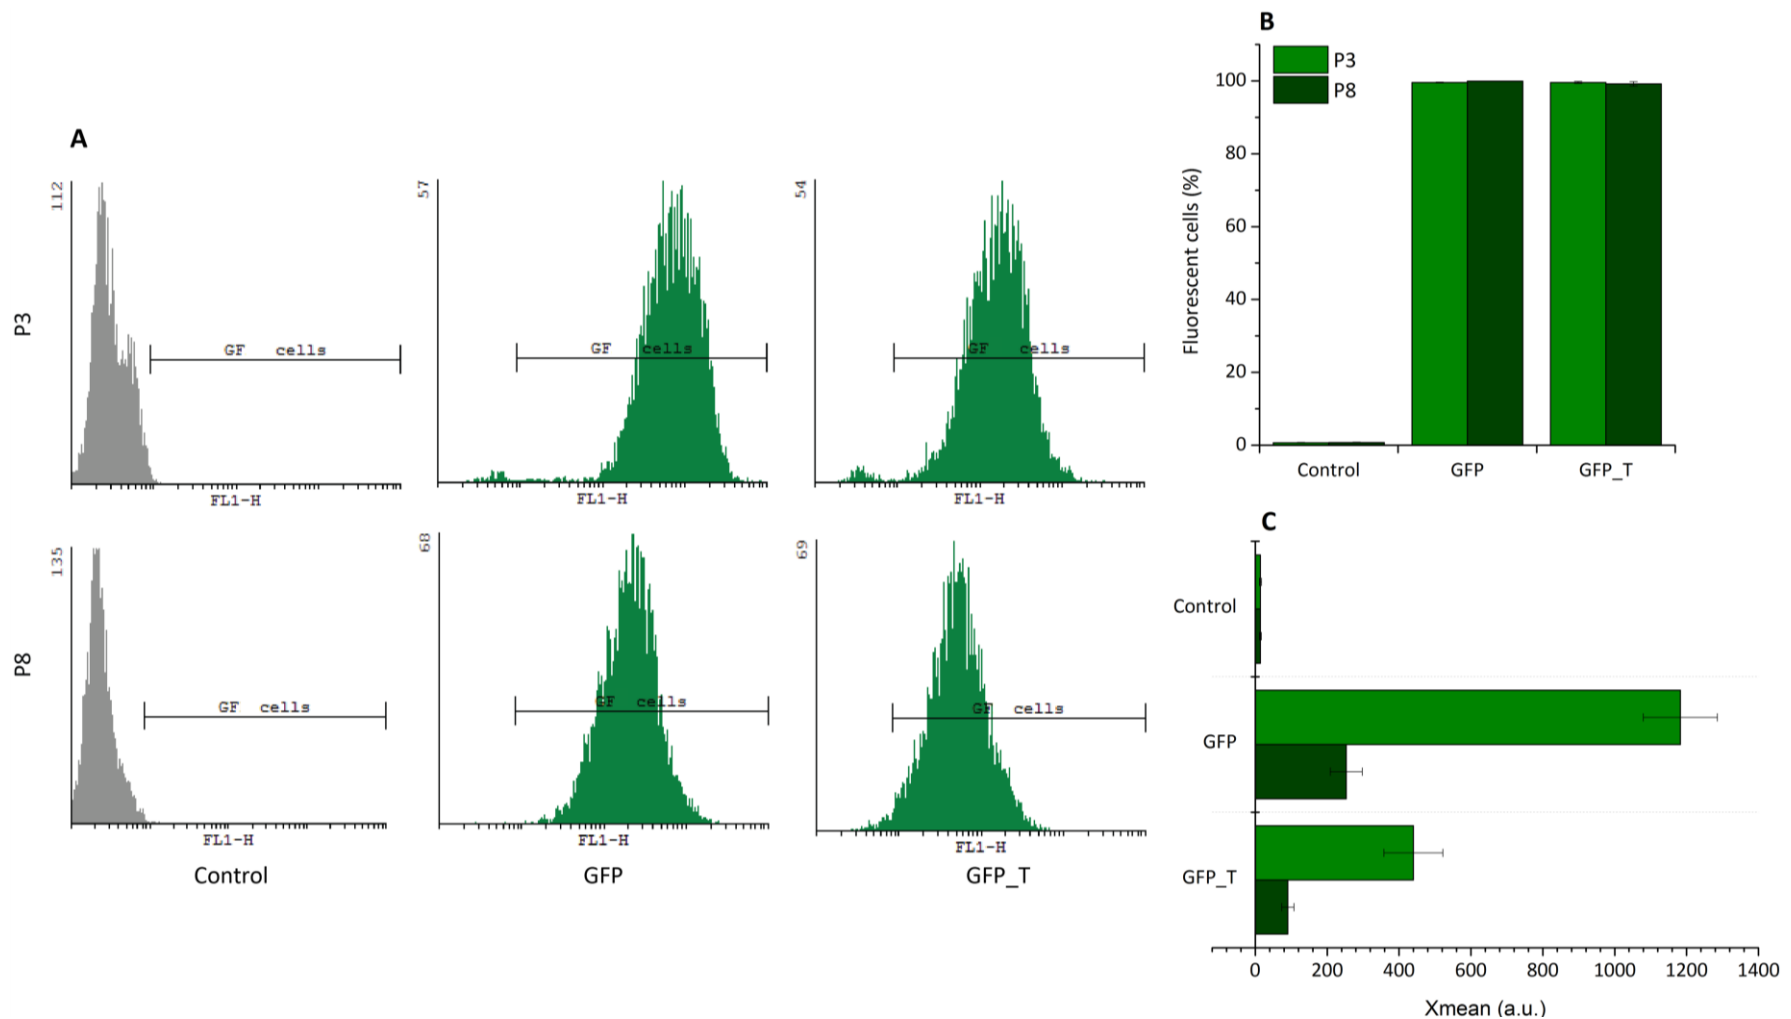 A
P3
112
GF cells
FL1-H
57
GF cells
FL1-H
54
GF cells
FL1-H
P8
135
GF cells
FL1-H
Control
68
GF cells
FL1-H
GFP
69
GF cells
FL1-H
GFP_T
B
P3
P8
Fluorescent cells (%)
100
80
60
40
20
0
Control
GFP
GFP_T
C
Control
GFP
GFP_T
0 200 400 600 800 1000 1200 1400
Xmean (a.u.)